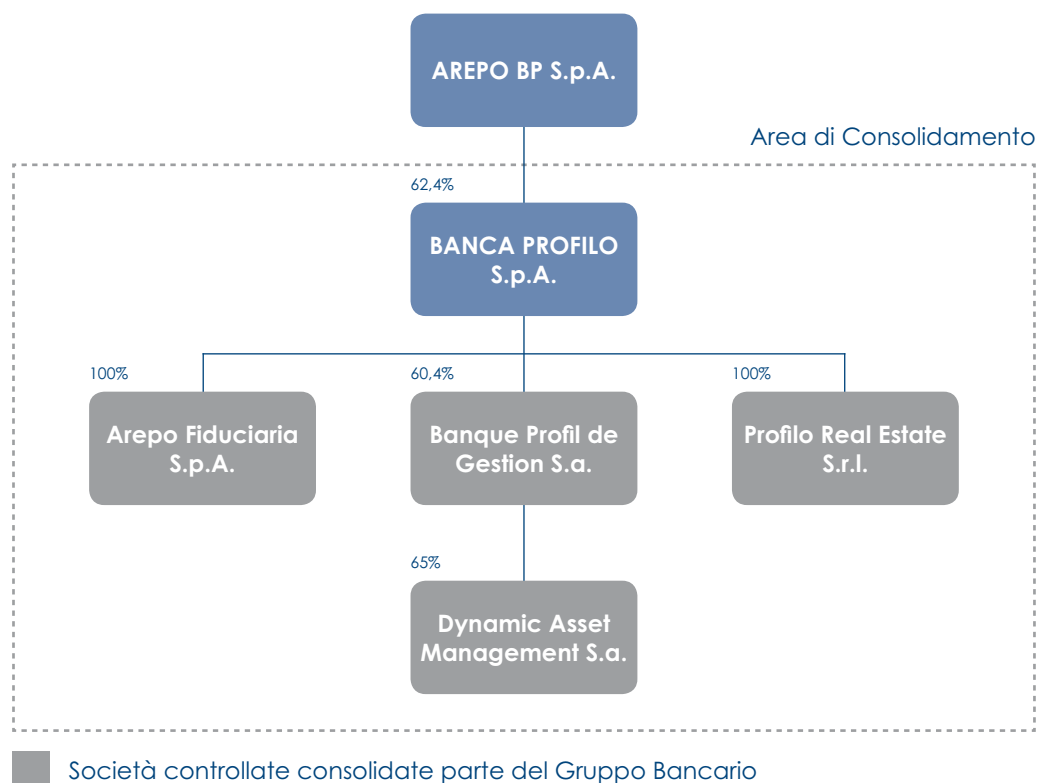 AREPO BP S.p.A.
Area di Consolidamento
62,4%
BANCA PROFILO
S.p.A.
100%
60,4%
100%
Arepo Fiduciaria
S.p.A.
Banque Profil de
Gestion S.a.
Profilo Real Estate
S.r.l.
65%
Dynamic Asset
Management S.a.
Società controllate consolidate parte del Gruppo Bancario